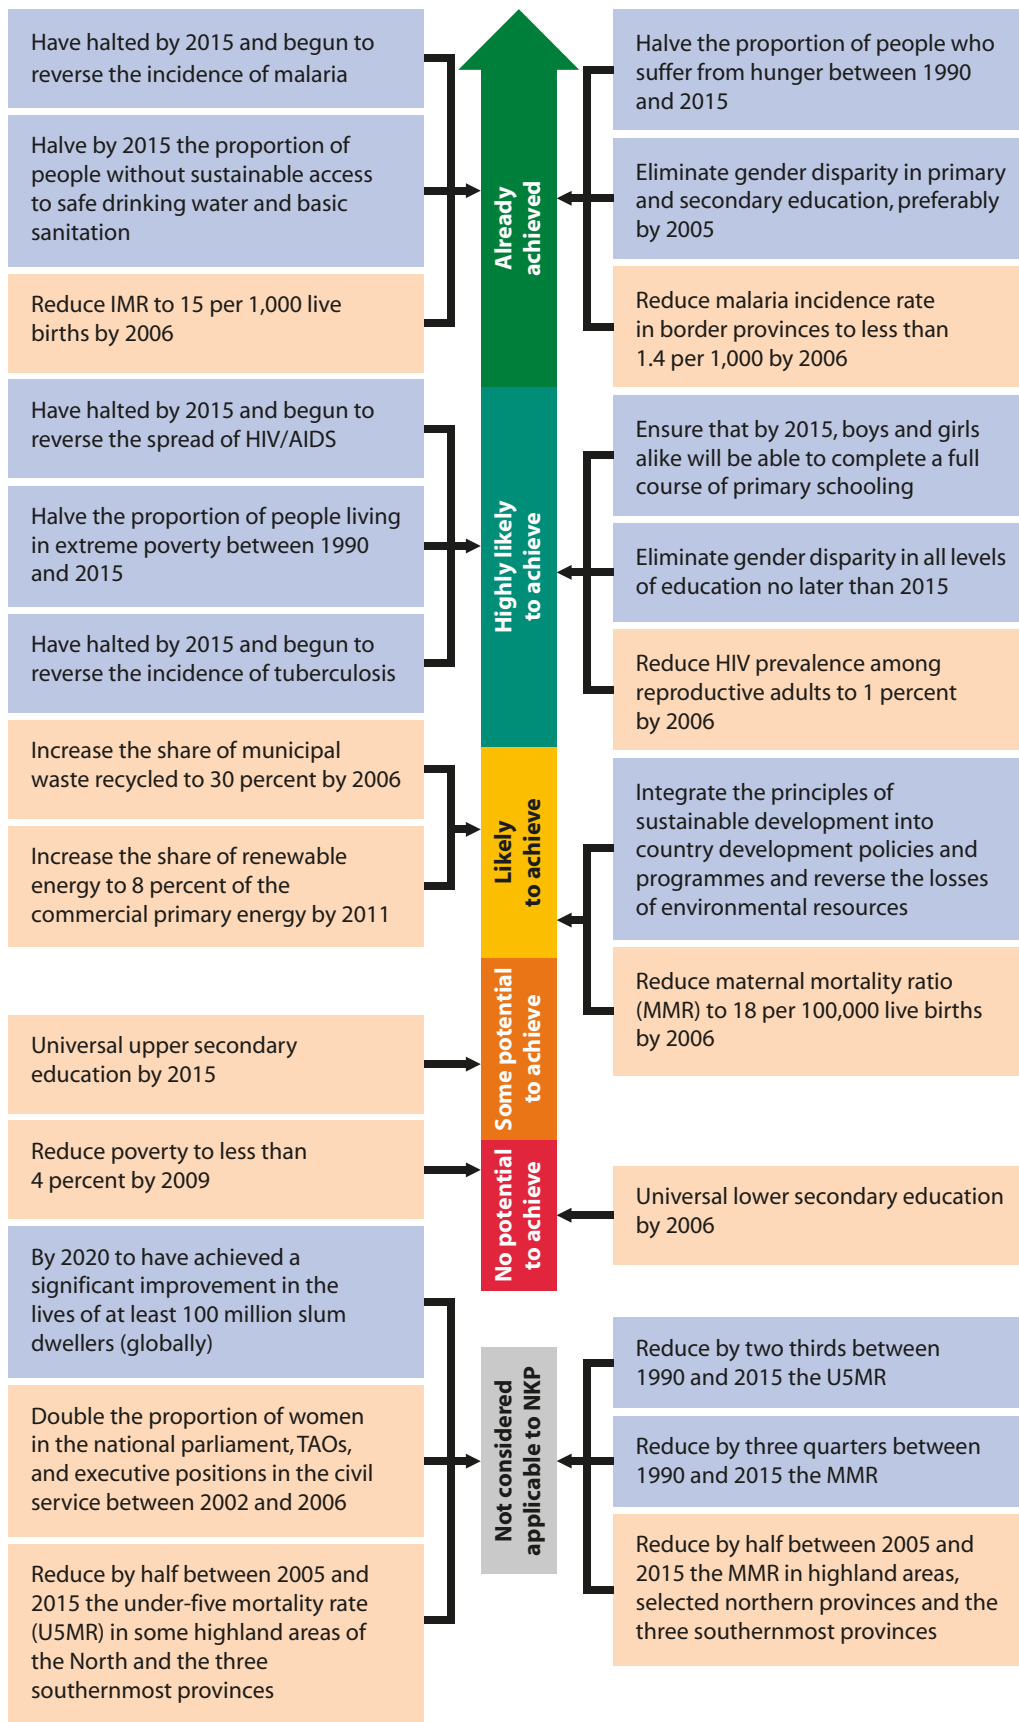 Have halted by 2015 and begun to
reverse the incidence of malaria
Halve by 2015 the proportion of
people without sustainable access
to safe drinking water and basic
sanitation
Reduce IMR to 15 per 1,000 live
births by 2006
Already
achieved
Halve the proportion of people who
suffer from hunger between 1990
and 2015
Eliminate gender disparity in primary
and secondary education, preferably
by 2005
Reduce malaria incidence rate
in border provinces to less than
1.4 per 1,000 by 2006
Have halted by 2015 and begun to
reverse the spread of HIV/AIDS
Halve the proportion of people living
in extreme poverty between 1990
and 2015
Have halted by 2015 and begun to
reverse the incidence of tuberculosis
Highly likely
to achieve
Ensure that by 2015, boys and girls
alike will be able to complete a full
course of primary schooling
Eliminate gender disparity in all levels
of education no later than 2015
Reduce HIV prevalence among
reproductive adults to 1 percent
by 2006
Increase the share of municipal
waste recycled to 30 percent by 2006
Increase the share of renewable
energy to 8 percent of the
commercial primary energy by 2011
Likely
to achieve
Integrate the principles of
sustainable development into
country development policies and
programmes and reverse the losses
of environmental resources
Reduce maternal mortality ratio
(MMR) to 18 per 100,000 live births
by 2006
Universal upper secondary
education by 2015
Some potential
to achieve
Reduce poverty to less than
4 percent by 2009
No potential
to achieve
Universal lower secondary education
by 2006
By 2020 to have achieved a
significant improvement in the
lives of at least 100 million slum
dwellers (globally)
Double the proportion of women
in the national parliament, TAOs,
and executive positions in the civil
service between 2002 and 2006
Reduce by half between 2005 and
2015 the under-five mortality rate
(U5MR) in some highland areas of
the North and the three
southernmost provinces
Not considered
applicable to NKP
Reduce by two thirds between
1990 and 2015 the U5MR
Reduce by three quarters between
1990 and 2015 the MMR
Reduce by half between 2005 and
2015 the MMR in highland areas,
selected northern provinces and the
three southernmost provinces